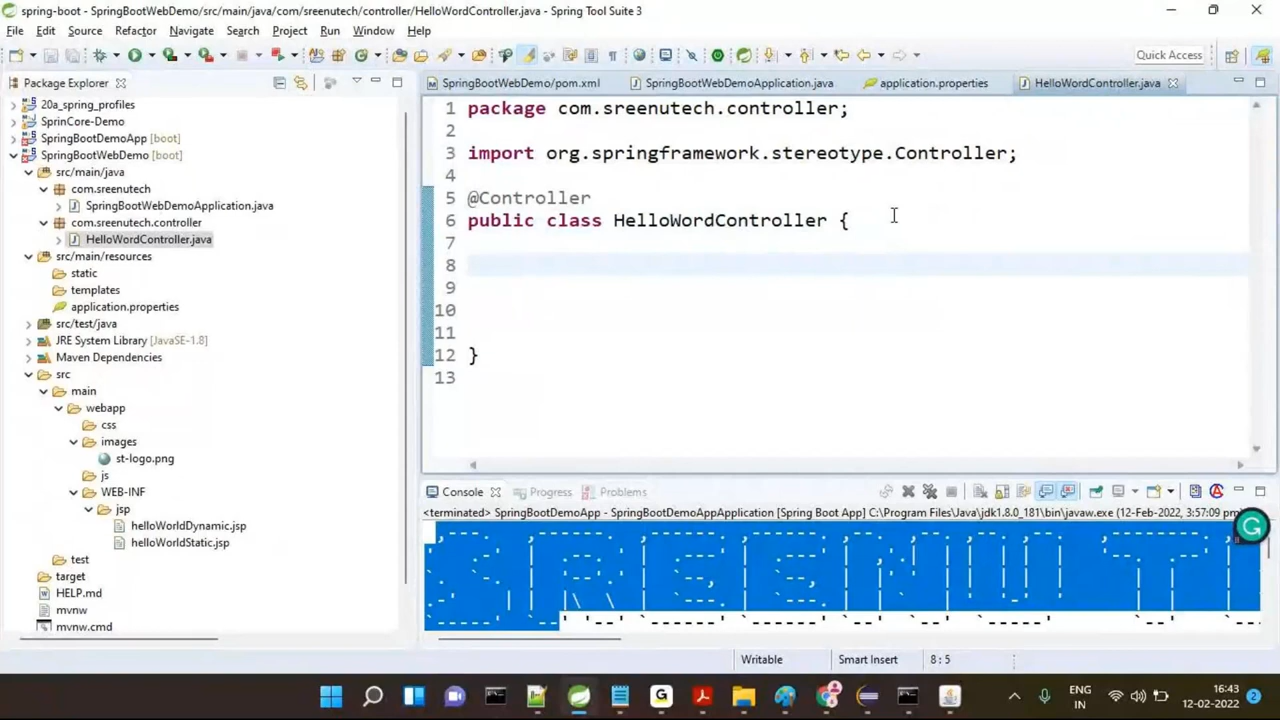 spring-boot - SpringBootWebDemo/src/main/java/com/sreenutech/controller/HelloWordController.java - Spring Tool Suite 3
File Edit Source Refactor Navigate Search Project Run Window Help
Quick Access
Package Explorer
SpringBootWebDemo/pom.xml SpringBootWebDemoApplication.java application.properties HelloWordController.java
20a_spring_profiles
SprinCore-Demo
SpringBootDemoApp [boot]
SpringBootWebDemo [boot]
src/main/java
com.sreenutech
SpringBootWebDemoApplication.java
com.sreenutech.controller
HelloWordController.java
src/main/resources
static
templates
application.properties
src/test/java
JRE System Library [JavaSE-1.8]
Maven Dependencies
src
main
webapp
css
images
st-logo.png
js
WEB-INF
jsp
helloWorldDynamic.jsp
helloWorldStatic.jsp
test
target
HELP.md
mvnw
mvnw.cmd
1 package com.sreenutech.controller;
2
3 import org.springframework.stereotype.Controller;
4
5 @Controller
6 public class HelloWordController {
7
8
9
10
11
12 }
13
Console Progress Problems
<terminated> SpringBootDemoApp - SpringBootDemoAppApplication [Spring Boot App] C:\Program Files\Java\jdk1.8.0_181\bin\javaw.exe (12-Feb-2022, 3:57:09 pm)
SREENU T
Writable Smart Insert 8 : 5
ENG
IN
16:43
12-02-2022
2